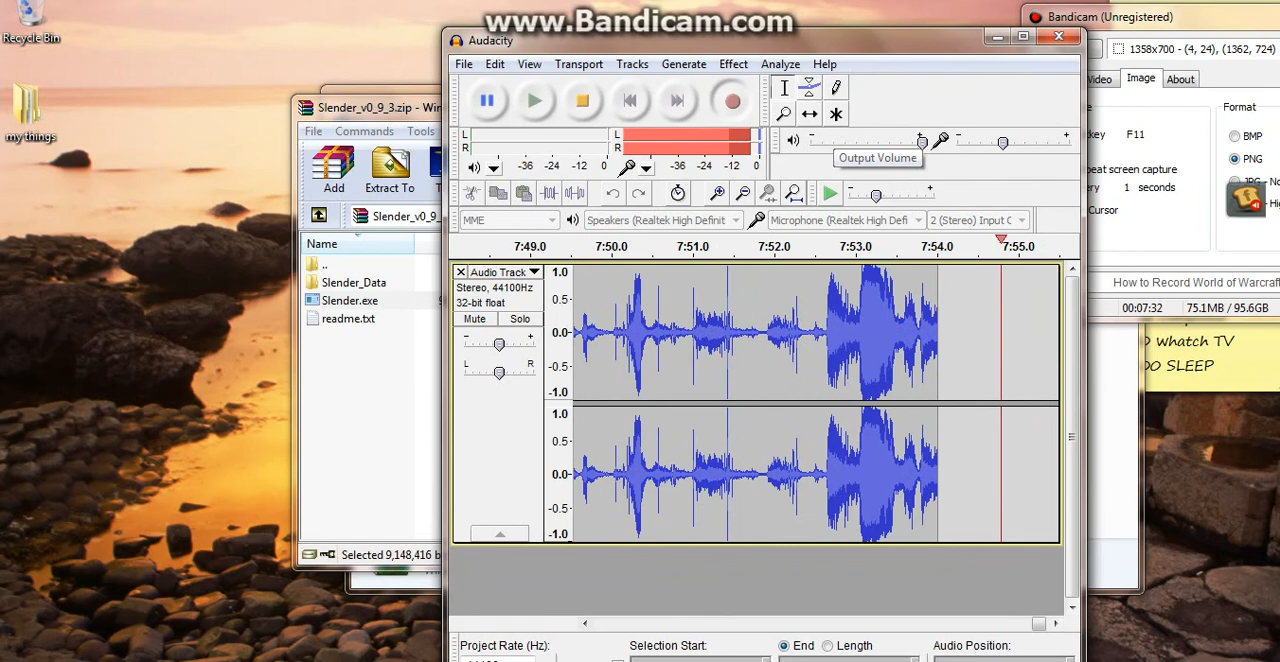 www.Bandicam.com
Recycle Bin
my things
Bandicam (Unregistered)
1358x700 - (4, 24), (1362, 724)
Video Image About
Format
F11
BMP
PNG
1 seconds
Cursor
How to Record World of Warcraft
00:07:32 75.1MB / 95.6GB
whatch TV
DO SLEEP
Slender_v0_9_3.zip - Win
File Commands Tools
Add Extract To
Slender_v0_9_
Name
..
Slender_Data
Slender.exe
readme.txt
Selected 9,148,416 b
Audacity
File Edit View Transport Tracks Generate Effect Analyze Help
L
R
-36 -24 -12 0
L
R
-36 -24 -12 0
Output Volume
MME Speakers (Realtek High Definit Microphone (Realtek High Defi 2 (Stereo) Input C
7:49.0 7:50.0 7:51.0 7:52.0 7:53.0 7:54.0 7:55.0
Audio Track
Stereo, 44100Hz
32-bit float
Mute Solo
L R
1.0
0.5
0.0
-0.5
-1.0
1.0
0.5
0.0
-0.5
-1.0
Project Rate (Hz): Selection Start: End Length Audio Position: